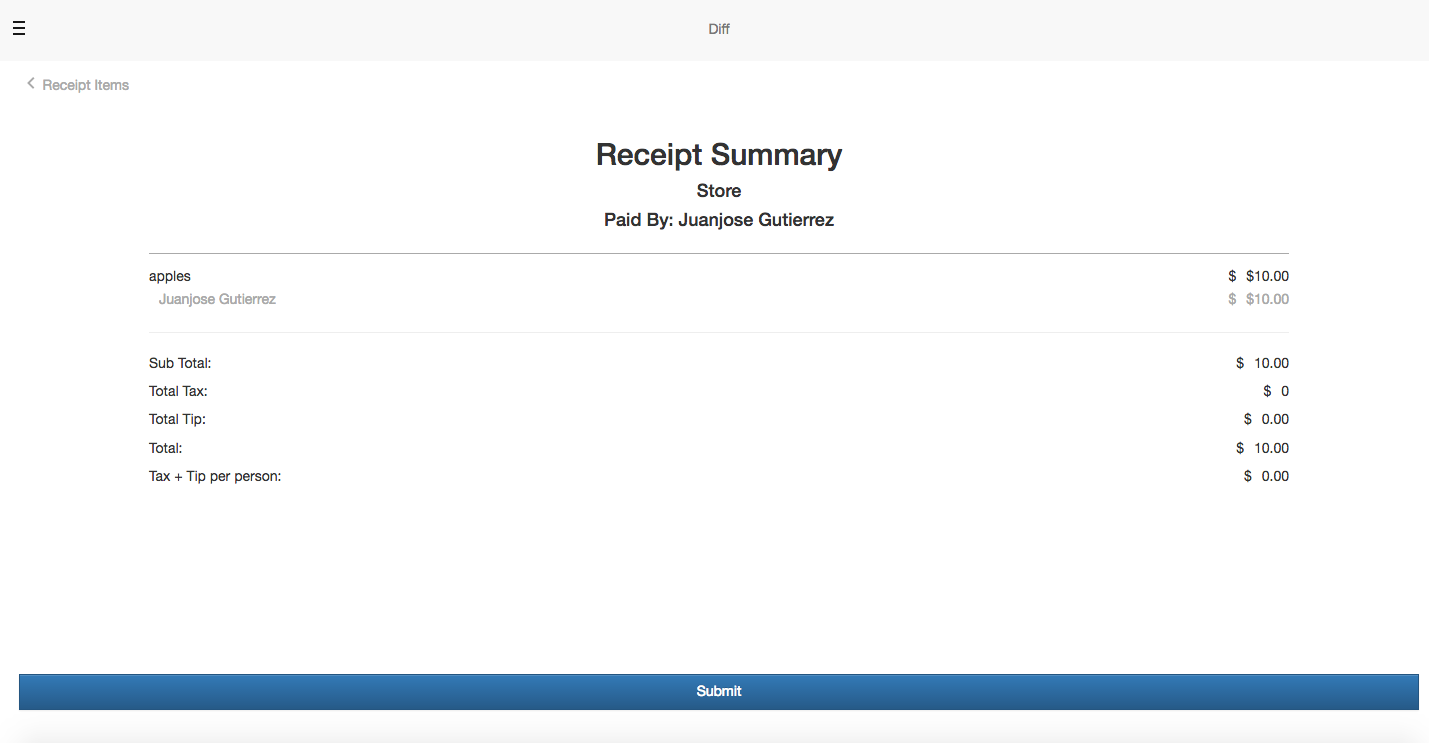 Diff
Receipt Items
Receipt Summary
Store
Paid By: Juanjose Gutierrez
apples $ $10.00
Juanjose Gutierrez $ $10.00
Sub Total: $ 10.00
Total Tax: $ 0
Total Tip: $ 0.00
Total: $ 10.00
Tax + Tip per person: $ 0.00
Submit